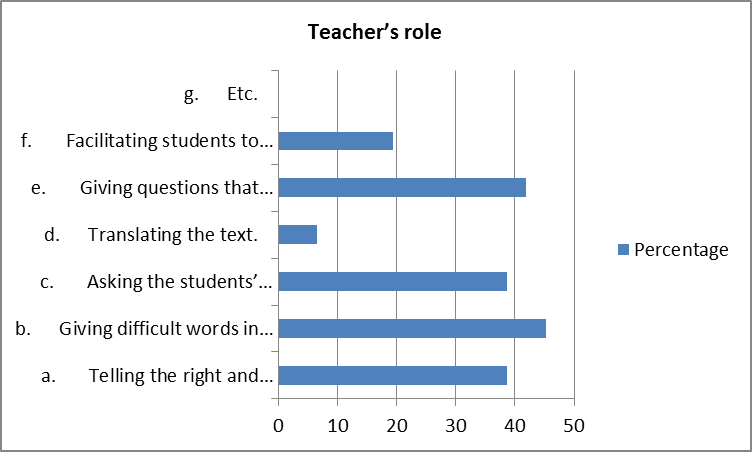 Teacher’s role
g. Etc.
f. Facilitating students to...
e. Giving questions that...
d. Translating the text.
c. Asking the students’...
b. Giving difficult words in...
a. Telling the right and...
0 10 20 30 40 50
Percentage